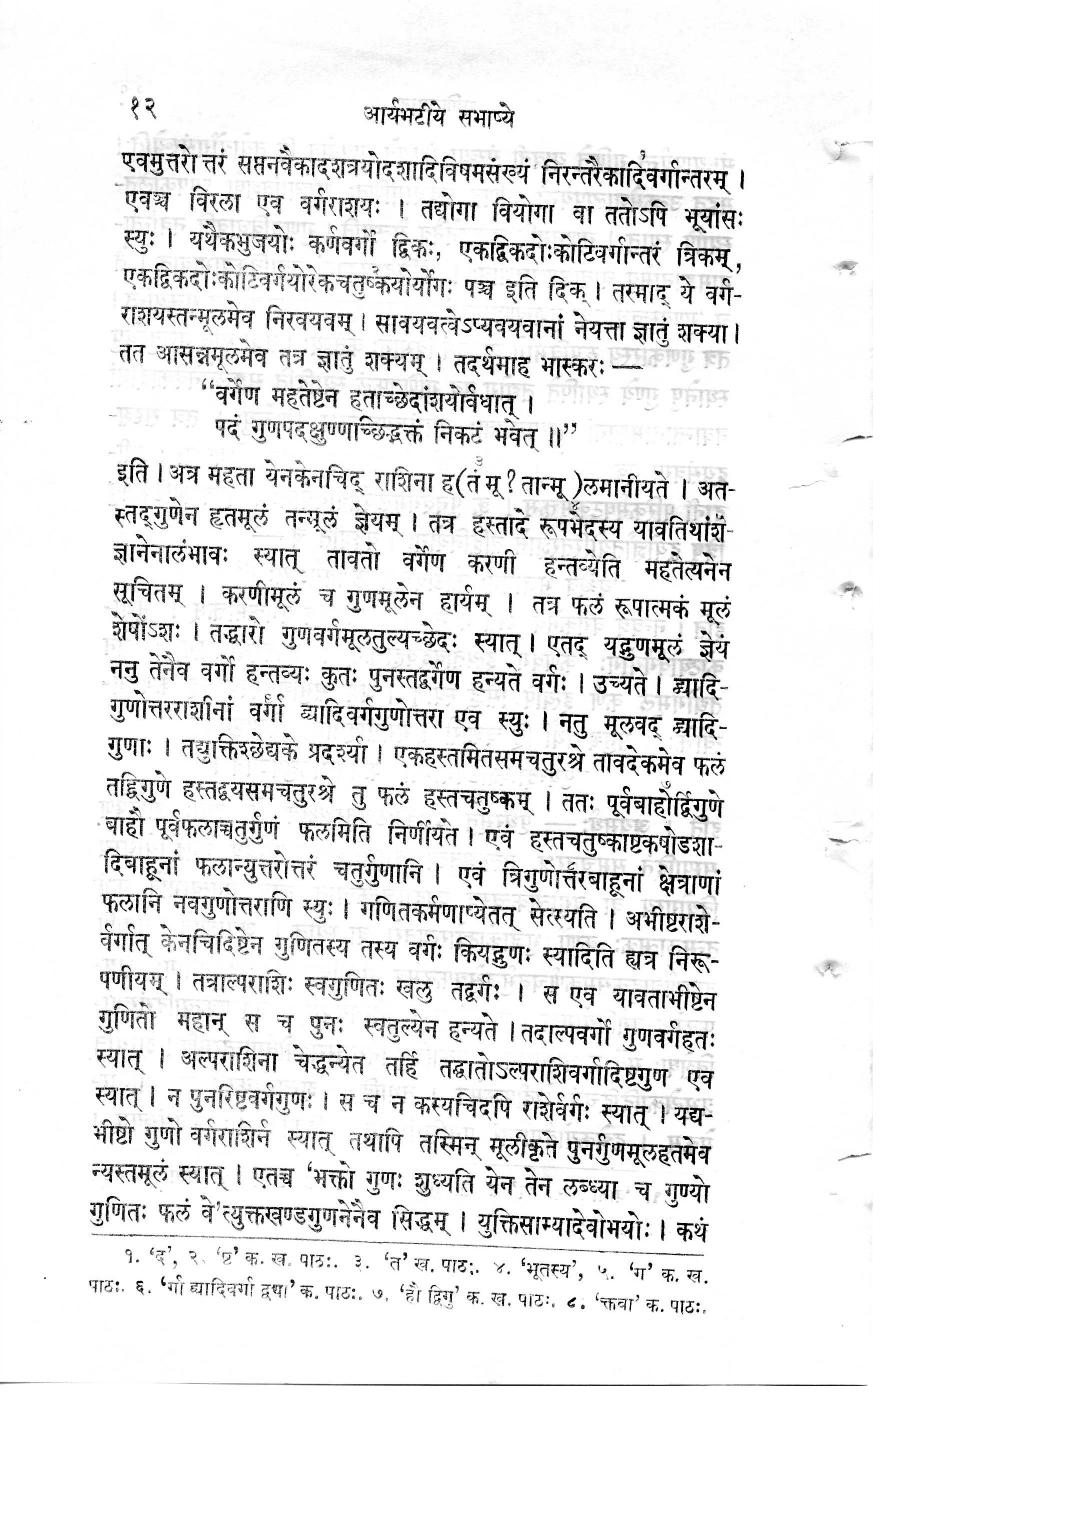 १२ आर्यभटीये सभाष्ये
एवमुत्तरोत्तरं सप्तनवैकादशत्रयोदशादिविषमसंख्यं निरन्तरैकादिवर्गान्तरम् ।
एवञ्च विरला एव वर्गराशयः । तद्योगा वियोगा वा ततोऽपि भूयांसः
स्युः । यथैकभुजयोः कर्णवर्गो द्विकः, एकद्विकदोःकोटिवर्गान्तरं त्रिकम्,
एकद्विकदोःकोटिवर्गयोरेकचतुष्कयोर्योगः पञ्च इति दिक् । तस्माद् ये वर्ग-
राशयस्तन्मूलमेव निरवयवम् । सावयवत्वेऽप्यवयवानां नेयत्ता ज्ञातुं शक्या ।
तत आसन्नमूलमेव तत्र ज्ञातुं शक्यम् । तदर्थमाह भास्करः —
“वर्गेण महतेष्टेन हताच्छेदांशयोर्वधात् ।
पदं गुणपदक्षुण्णाच्छिद्भक्तं निकटं भवेत् ॥”
इति । अत्र महता येनकेनचिद् राशिना ह(तं मू ? तान्मू३)लमानीयते । अत-
स्तद्गुणेन हृतमूलं तन्मूलं ज्ञेयम् । तत्र हस्तादे रूपभे४दस्य यावतिथांशे५
ज्ञानेनालंभावः स्यात् तावतो वर्गेण करणी हन्तव्येति महतेत्यनेन
सूचितम् । करणीमूलं च गुणमूलेन हार्यम् । तत्र फलं रूपात्मकं मूलं
शेषोंऽशः । तद्धारो गुणवर्गमूलतुल्यच्छेदः स्यात् । एतद् यद्गुणमूलं ज्ञेयं
ननु तेनैव वर्गो हन्तव्यः कुतः पुनस्तद्वर्गेण हन्यते वर्गः । उच्यते । द्व्यादि-
गुणोत्तरराशीनां वर्गा६ द्व्यादिवर्गगुणोत्तरा एव स्युः । नतु मूलवद् द्व्यादि-
गुणाः । तद्युक्तिश्छेद्यके प्रदर्श्या । एकहस्तमितसमचतुरश्रे तावदेकमेव फलं
तद्द्विगुणे हस्तद्वयसमचतुरश्रे तु फलं हस्तचतुष्कम् । ततः पूर्वबाहो७र्द्विगुणे
बाहौ पूर्वफलाच्चतुर्गुणं फलमिति निर्णीयते । एवं हस्तचतुष्काष्टकषोडशा-
दिबाहूनां फलान्युत्तरोत्तरं चतुर्गुणानि । एवं त्रिगुणोत्तरबाहूनां क्षेत्राणां
फलानि नवगुणोत्तराणि स्युः । गणितकर्मणाप्येतत् सेत्स्यति । अभीष्टराशे-
र्वर्गात् केनचिदिष्टेन गुणितस्य तस्य वर्गः कियद्गुणः स्यादिति ह्यत्र निरू-
पणीयम् । तत्राल्पराशिः स्वगुणितः खलु तद्वर्गः । स एव यावताभीष्टेन
गुणितो महान् स च पुनः स्वतुल्येन हन्यते । तदाल्पवर्गो गुणवर्गहतः
स्यात् । अल्पराशिना चेद्धन्येत तर्हि तद्घातोऽल्पराशिवर्गादिष्टगुण एव
स्यात् । न पुनरिष्टवर्गगुणः । स च न कस्यचिदपि राशेर्वर्गः स्यात् । यद्य-
भीष्टो गुणो वर्गराशिर्न स्यात् तथापि तस्मिन् मूलीकृते पुनर्गुणमूलहतमेव
न्यस्तमूलं स्यात् । एतच्च ‘भक्तो गुणः शुध्यति येन तेन लब्ध्या च गुण्यो
गुणितः फलं वे’त्युक्तखण्डगुणनेनैव सिद्धम् । युक्तिसाम्यादेवोभयोः । कथं
१. ‘द’, २. ‘ष्ट’ क. ख. पाठः. ३. ‘त’ ख. पाठः. ४. ‘भूतस्य’, ५. ‘ग’ क. ख.
पाठः. ६. ‘र्गा द्व्यादिवर्गा द्वधा’ क. पाठः. ७. ‘हौ द्विगु’ क. ख. पाठः. ८. ‘क्तवा’ क. पाठः.